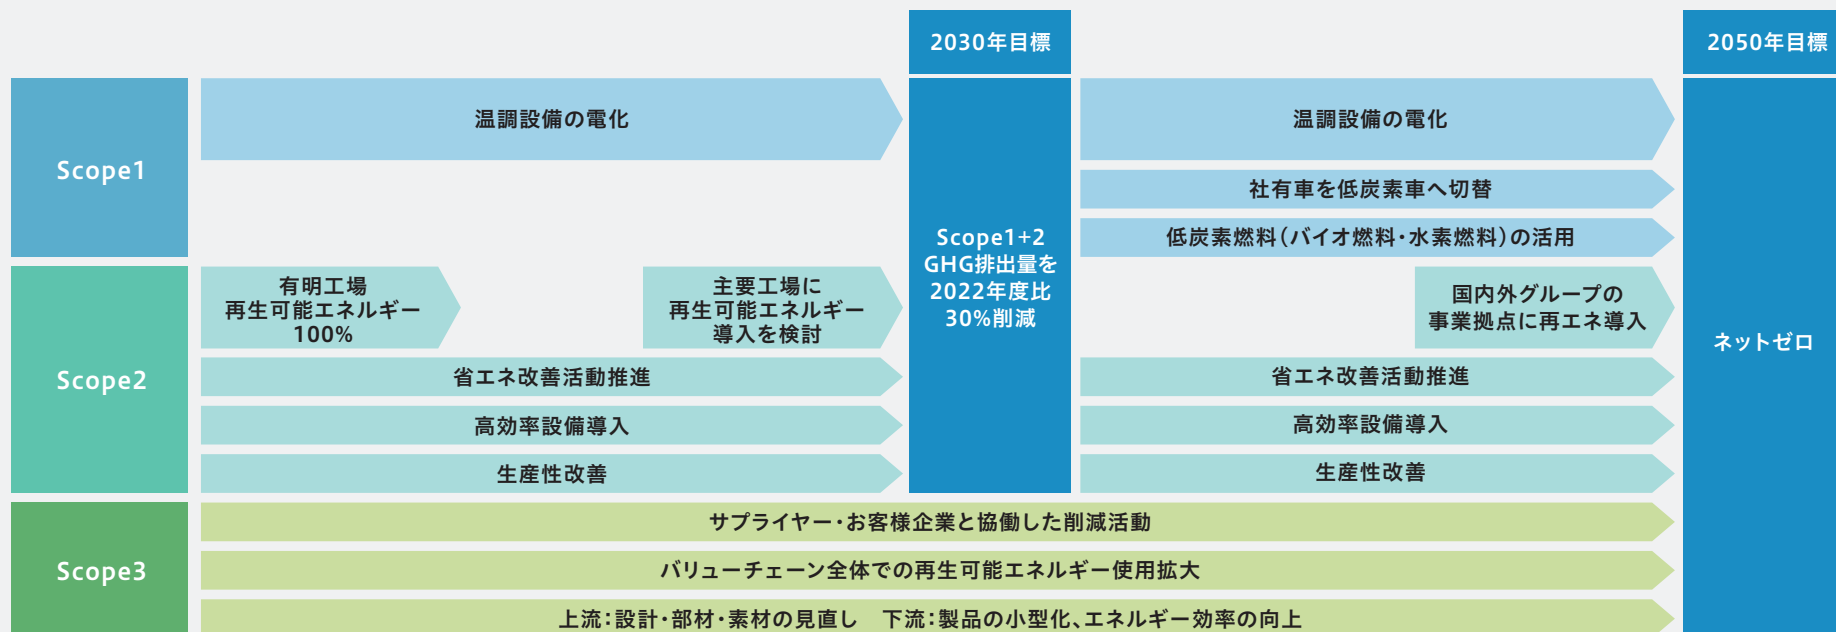 2030年目標
2050年目標
Scope1
温調設備の電化
温調設備の電化
社有車を低炭素車へ切替
低炭素燃料(バイオ燃料・水素燃料)の活用
Scope1+2
GHG排出量を
2022年度比
30%削減
ネットゼロ
Scope2
有明工場
再生可能エネルギー
100%
主要工場に
再生可能エネルギー
導入を検討
国内外グループの
事業拠点に再エネ導入
省エネ改善活動推進
省エネ改善活動推進
高効率設備導入
高効率設備導入
生産性改善
生産性改善
Scope3
サプライヤー・お客様企業と協働した削減活動
バリューチェーン全体での再生可能エネルギー使用拡大
上流:設計・部材・素材の見直し　下流:製品の小型化、エネルギー効率の向上